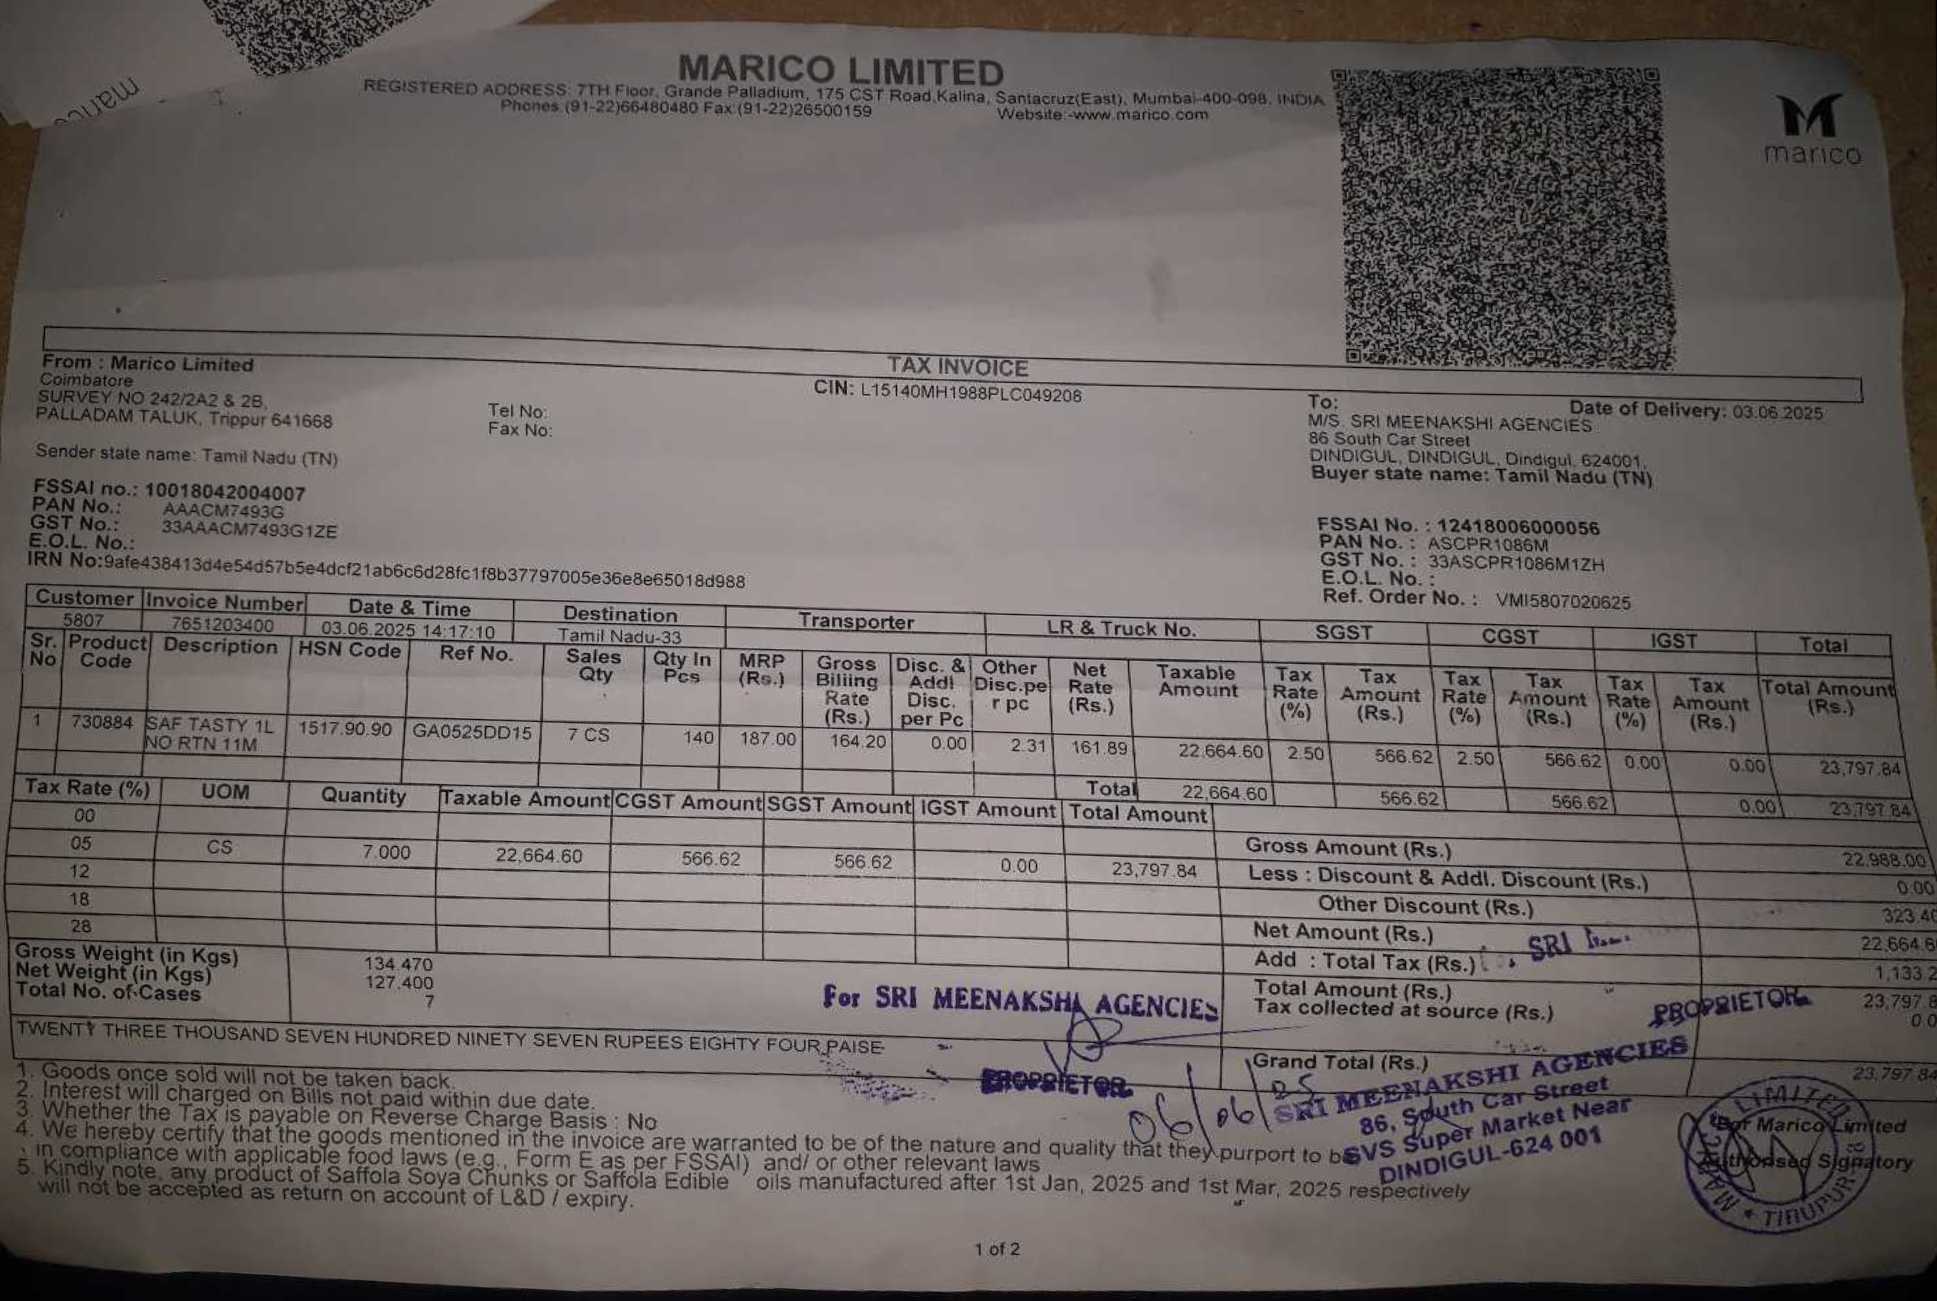 marico
MARICO LIMITED
REGISTERED ADDRESS: 7TH Floor, Grande Palladium, 175 CST Road,Kalina, Santacruz(East), Mumbai-400-098, INDIA
Phones.(91-22)66480480 Fax:(91-22)26500159 Website:-www.marico.com
marico
TAX INVOICE
CIN: L15140MH1988PLC049208
From : Marico Limited
Coimbatore
SURVEY NO 242/2A2 & 2B,
PALLADAM TALUK, Trippur 641668
Tel No:
Fax No:
Sender state name: Tamil Nadu (TN)
FSSAI no.: 10018042004007
PAN No.: AAACM7493G
GST No.: 33AAACM7493G1ZE
E.O.L. No.:
IRN No:9afe438413d4e54d57b5e4dcf21ab6c6d28fc1f8b37797005e36e8e65018d988
To: Date of Delivery: 03.06.2025
M/S. SRI MEENAKSHI AGENCIES
86 South Car Street
DINDIGUL, DINDIGUL, Dindigul, 624001,
Buyer state name: Tamil Nadu (TN)
FSSAI No. : 12418006000056
PAN No. : ASCPR1086M
GST No. : 33ASCPR1086M1ZH
E.O.L. No. :
Ref. Order No. : VMI5807020625
Customer Invoice Number Date & Time Destination Transporter LR & Truck No. SGST CGST IGST Total
5807 7651203400 03.06.2025 14:17:10 Tamil Nadu-33
Sr. No Product Code Description HSN Code Ref No. Sales Qty Qty In Pcs MRP (Rs.) Gross Biliing Rate (Rs.) Disc. & Addl Disc. per Pc Other Disc.pe r pc Net Rate (Rs.) Taxable Amount Tax Rate (%) Tax Amount (Rs.) Tax Rate (%) Tax Amount (Rs.) Tax Rate (%) Tax Amount (Rs.) Total Amount (Rs.)
1 730884 SAF TASTY 1L NO RTN 11M 1517.90.90 GA0525DD15 7 CS 140 187.00 164.20 0.00 2.31 161.89 22,664.60 2.50 566.62 2.50 566.62 0.00 0.00 23,797.84
Total 22,664.60 566.62 566.62 0.00 23,797.84
Tax Rate (%) UOM Quantity Taxable Amount CGST Amount SGST Amount IGST Amount Total Amount
00
05 CS 7.000 22,664.60 566.62 566.62 0.00 23,797.84
12
18
28
Gross Amount (Rs.) 22,988.00
Less : Discount & Addl. Discount (Rs.) 0.00
Other Discount (Rs.) 323.40
Net Amount (Rs.) 22,664.6
Add : Total Tax (Rs.) 1,133.2
Total Amount (Rs.) 23,797.8
Tax collected at source (Rs.) 0.0
Grand Total (Rs.) 23,797.84
Gross Weight (in Kgs) 134.470
Net Weight (in Kgs) 127.400
Total No. of Cases 7
SRI
PROPRIETOR
For SRI MEENAKSHI AGENCIES
PROPRIETOR
TWENTY THREE THOUSAND SEVEN HUNDRED NINETY SEVEN RUPEES EIGHTY FOUR PAISE
1. Goods once sold will not be taken back.
2. Interest will charged on Bills not paid within due date.
3. Whether the Tax is payable on Reverse Charge Basis : No
4. We hereby certify that the goods mentioned in the invoice are warranted to be of the nature and quality that they purport to be
in compliance with applicable food laws (e.g., Form E as per FSSAI) and/ or other relevant laws
5. Kindly note, any product of Saffola Soya Chunks or Saffola Edible oils manufactured after 1st Jan, 2025 and 1st Mar, 2025 respectively
will not be accepted as return on account of L&D / expiry.
06/06/25
SRI MEENAKSHI AGENCIES
86, South Car Street
SVS Super Market Near
DINDIGUL-624 001
For Marico Limited
Authorised Signatory
LIMITED
TIRUPUR
1 of 2